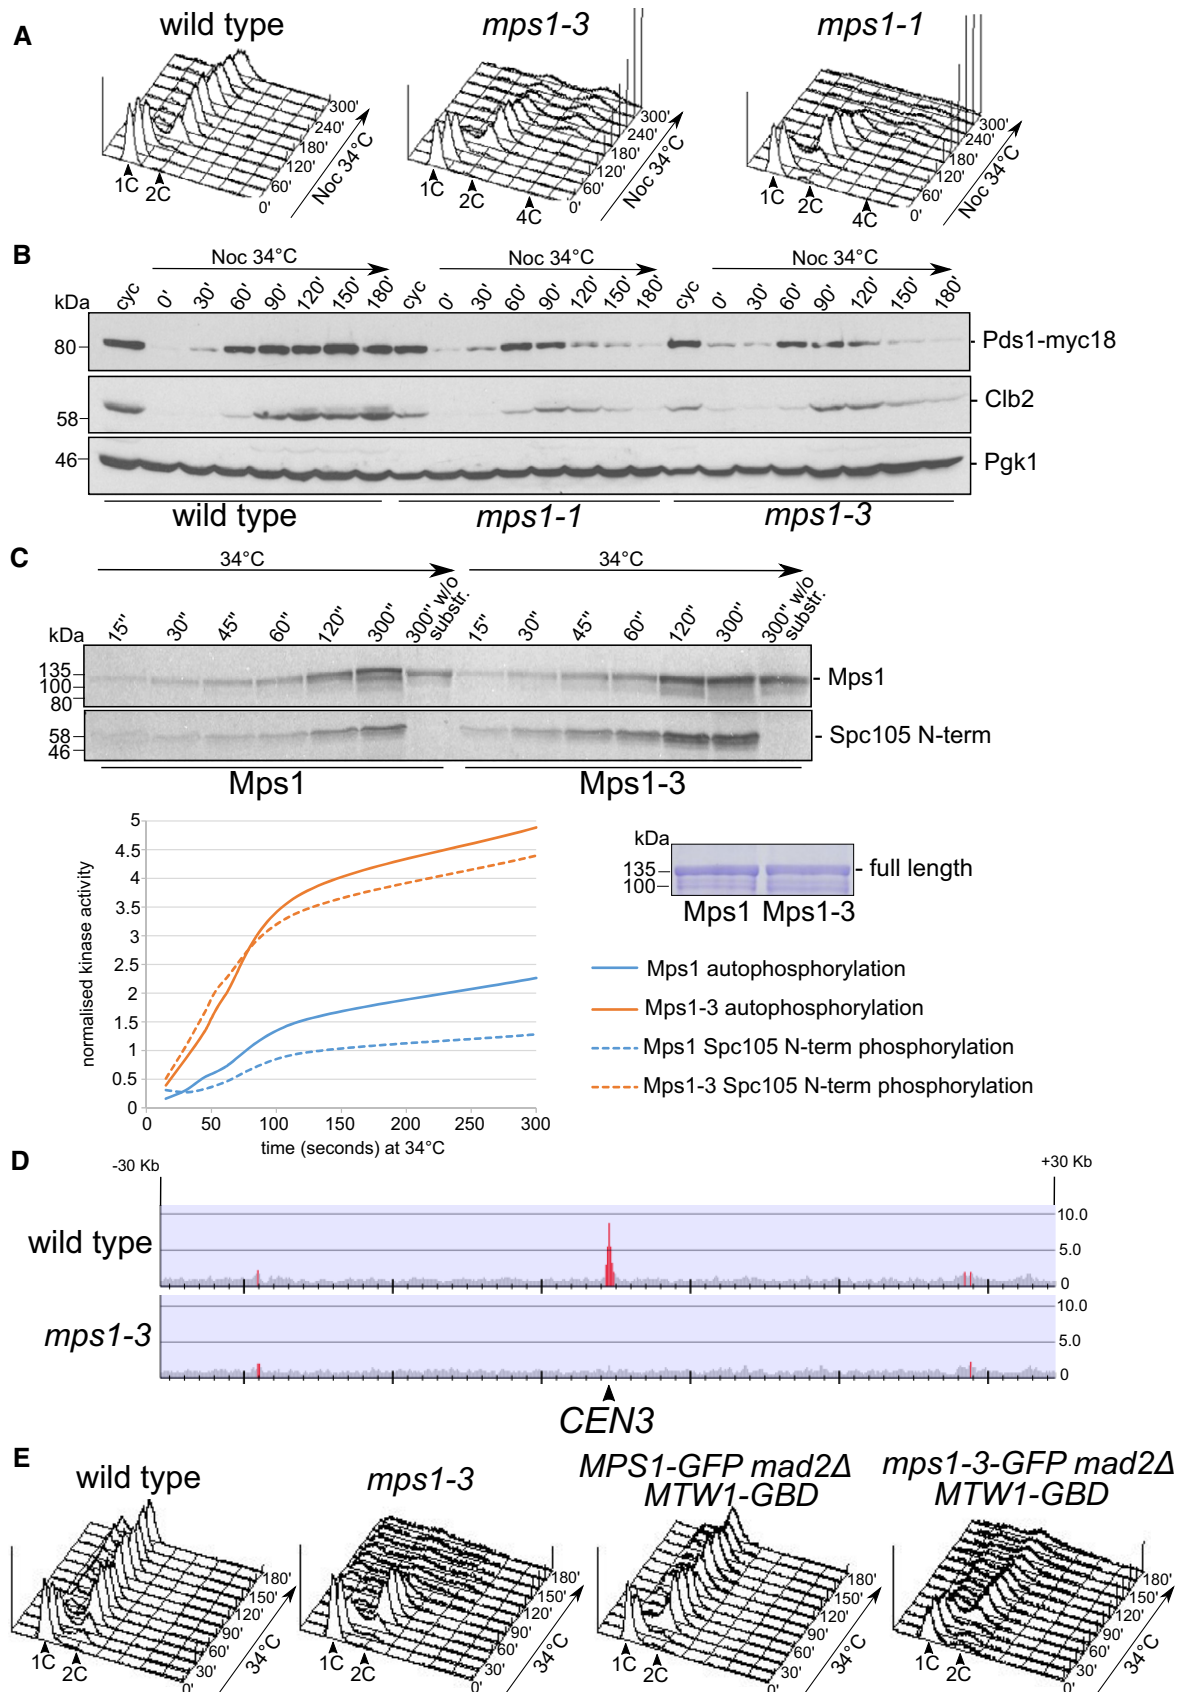 A
wild type
mps1-3
mps1-1
1C 2C 0' 60' 120' 180' 240' 300' Noc 34°C
1C 2C 4C 0' 60' 120' 180' 240' 300' Noc 34°C
1C 2C 4C 0' 60' 120' 180' 240' 300' Noc 34°C
B
Noc 34°C Noc 34°C Noc 34°C
kDa cyc 0' 30' 60' 90' 120' 150' 180' cyc 0' 30' 60' 90' 120' 150' 180' cyc 0' 30' 60' 90' 120' 150' 180'
80 - Pds1-myc18
58 - Clb2
46 - Pgk1
wild type mps1-1 mps1-3
C
34°C 34°C
kDa 15" 30" 45" 60" 120" 300" 300" w/o substr. 15" 30" 45" 60" 120" 300" 300" w/o substr.
135
100
80
- Mps1
58
46
- Spc105 N-term
Mps1 Mps1-3
normalised kinase activity
5
4.5
4
3.5
3
2.5
2
1.5
1
0.5
0
0 50 100 150 200 250 300
time (seconds) at 34°C
kDa
135
100
- full length
Mps1 Mps1-3
Mps1 autophosphorylation
Mps1-3 autophosphorylation
Mps1 Spc105 N-term phosphorylation
Mps1-3 Spc105 N-term phosphorylation
D
-30 Kb +30 Kb
wild type
10.0
5.0
0
mps1-3
10.0
5.0
0
CEN3
E
wild type
mps1-3
MPS1-GFP mad2Δ
MTW1-GBD
mps1-3-GFP mad2Δ
MTW1-GBD
1C 2C 0' 30' 60' 90' 120' 150' 180' 34°C
1C 2C 0' 30' 60' 90' 120' 150' 180' 34°C
1C 2C 0' 30' 60' 90' 120' 150' 180' 34°C
1C 2C 0' 30' 60' 90' 120' 150' 180' 34°C